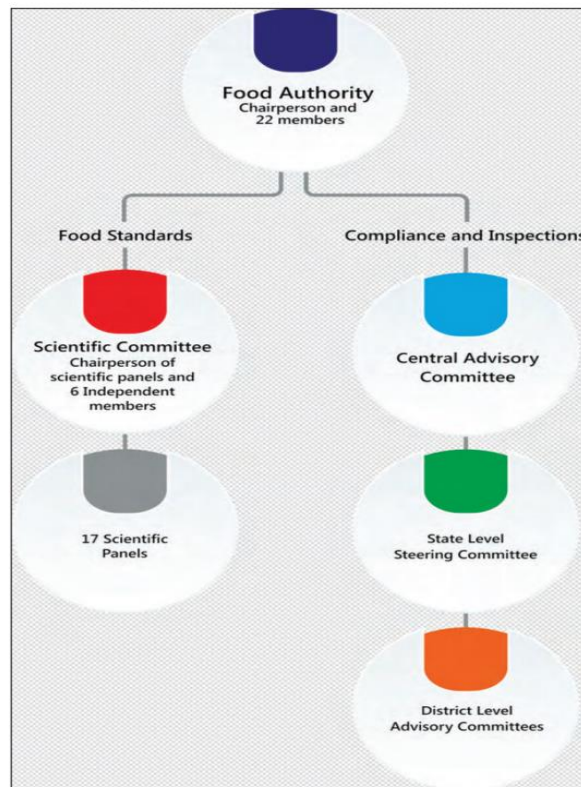 Food Authority
Chairperson and
22 members
Food Standards
Compliance and Inspections
Scientific Committee
Chairperson of
scientific panels and
6 Independent
members
Central Advisory
Committee
17 Scientific
Panels
State Level
Steering Committee
District Level
Advisory Committees